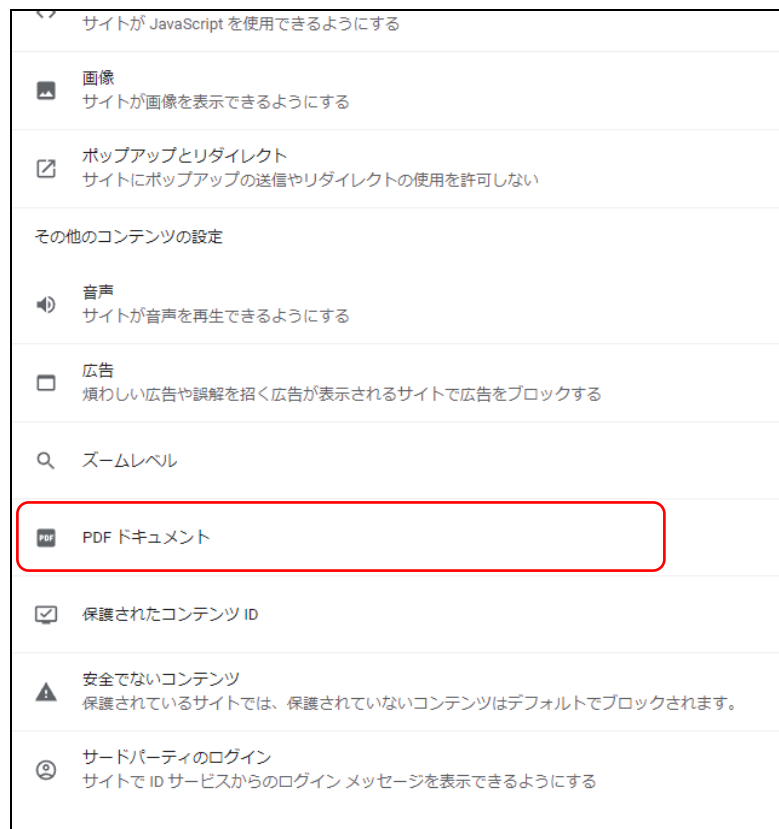 サイトが JavaScript を使用できるようにする
画像
サイトが画像を表示できるようにする
ポップアップとリダイレクト
サイトにポップアップの送信やリダイレクトの使用を許可しない
その他のコンテンツの設定
音声
サイトが音声を再生できるようにする
広告
煩わしい広告や誤解を招く広告が表示されるサイトで広告をブロックする
ズームレベル
PDF
PDF ドキュメント
保護されたコンテンツ ID
安全でないコンテンツ
保護されているサイトでは、保護されていないコンテンツはデフォルトでブロックされます。
サードパーティのログイン
サイトで ID サービスからのログイン メッセージを表示できるようにする